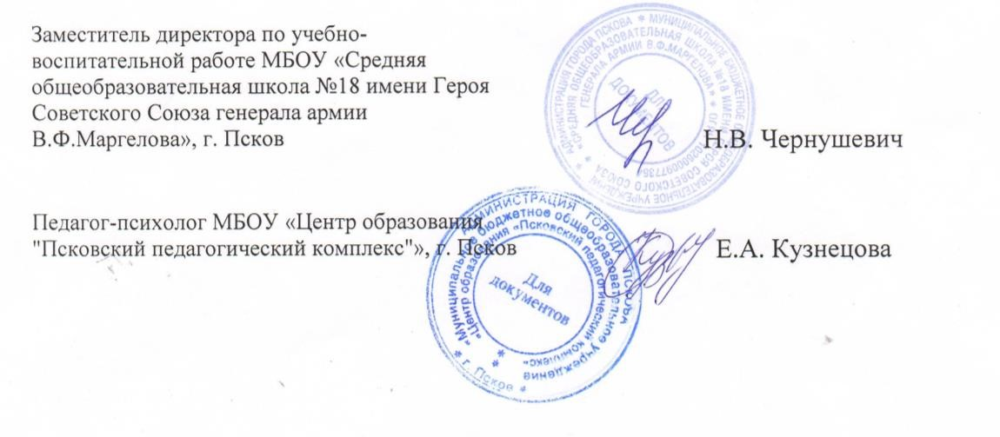 Заместитель директора по учебно-
воспитательной работе МБОУ «Средняя
общеобразовательная школа №18 имени Героя
Советского Союза генерала армии
В.Ф.Маргелова», г. Псков
Н.В. Чернушевич
АДМИНИСТРАЦИЯ ГОРОДА ПСКОВА * МУНИЦИПАЛЬНОЕ БЮДЖЕТНОЕ ОБЩЕОБРАЗОВАТЕЛЬНОЕ УЧРЕЖДЕНИЕ
«СРЕДНЯЯ ОБЩЕОБРАЗОВАТЕЛЬНАЯ ШКОЛА №18 ИМЕНИ ГЕРОЯ СОВЕТСКОГО СОЮЗА
ГЕНЕРАЛА АРМИИ В.Ф.МАРГЕЛОВА»
ДЛЯ
ДОКУМЕНТОВ
Педагог-психолог МБОУ «Центр образования
"Псковский педагогический комплекс"», г. Псков
Е.А. Кузнецова
АДМИНИСТРАЦИЯ ГОРОДА ПСКОВА
* г. Псков *
«Муниципальное бюджетное общеобразовательное учреждение
«Центр образования «Псковский педагогический комплекс»
Для
документов